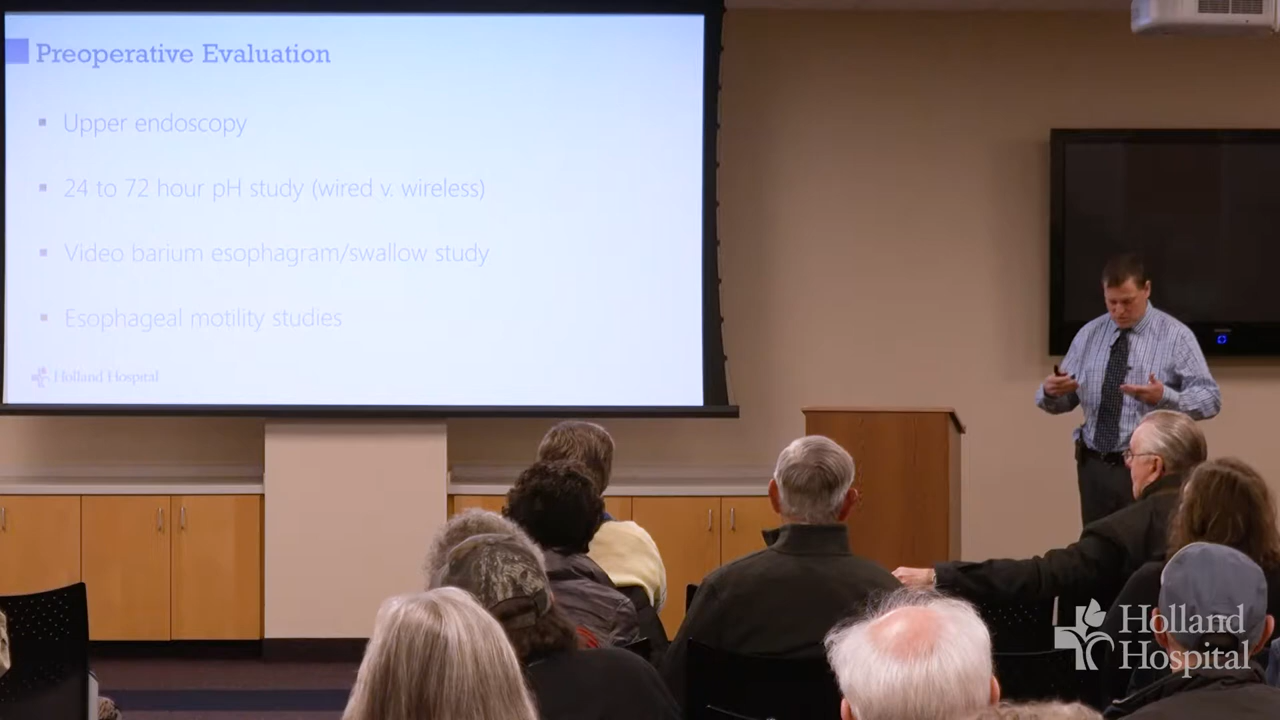 Preoperative Evaluation
Upper endoscopy
24 to 72 hour pH study (wired v. wireless)
Video barium esophagram/swallow study
Esophageal motility studies
Holland Hospital
Holland
Hospital